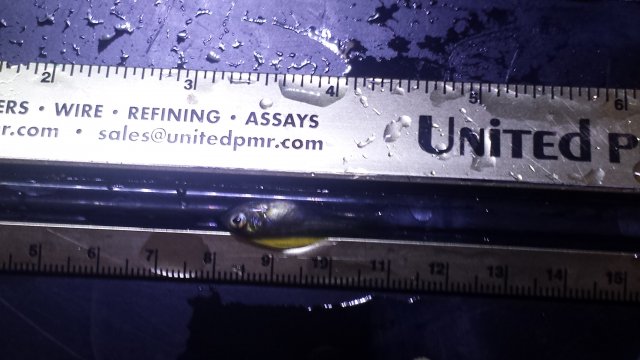 2 3 4 5 6
ERS • WIRE • REFINING • ASSAYS
r.com • sales@unitedpmr.com
UNITED P
5 6 7 8 9 10 11 12 13 14 15